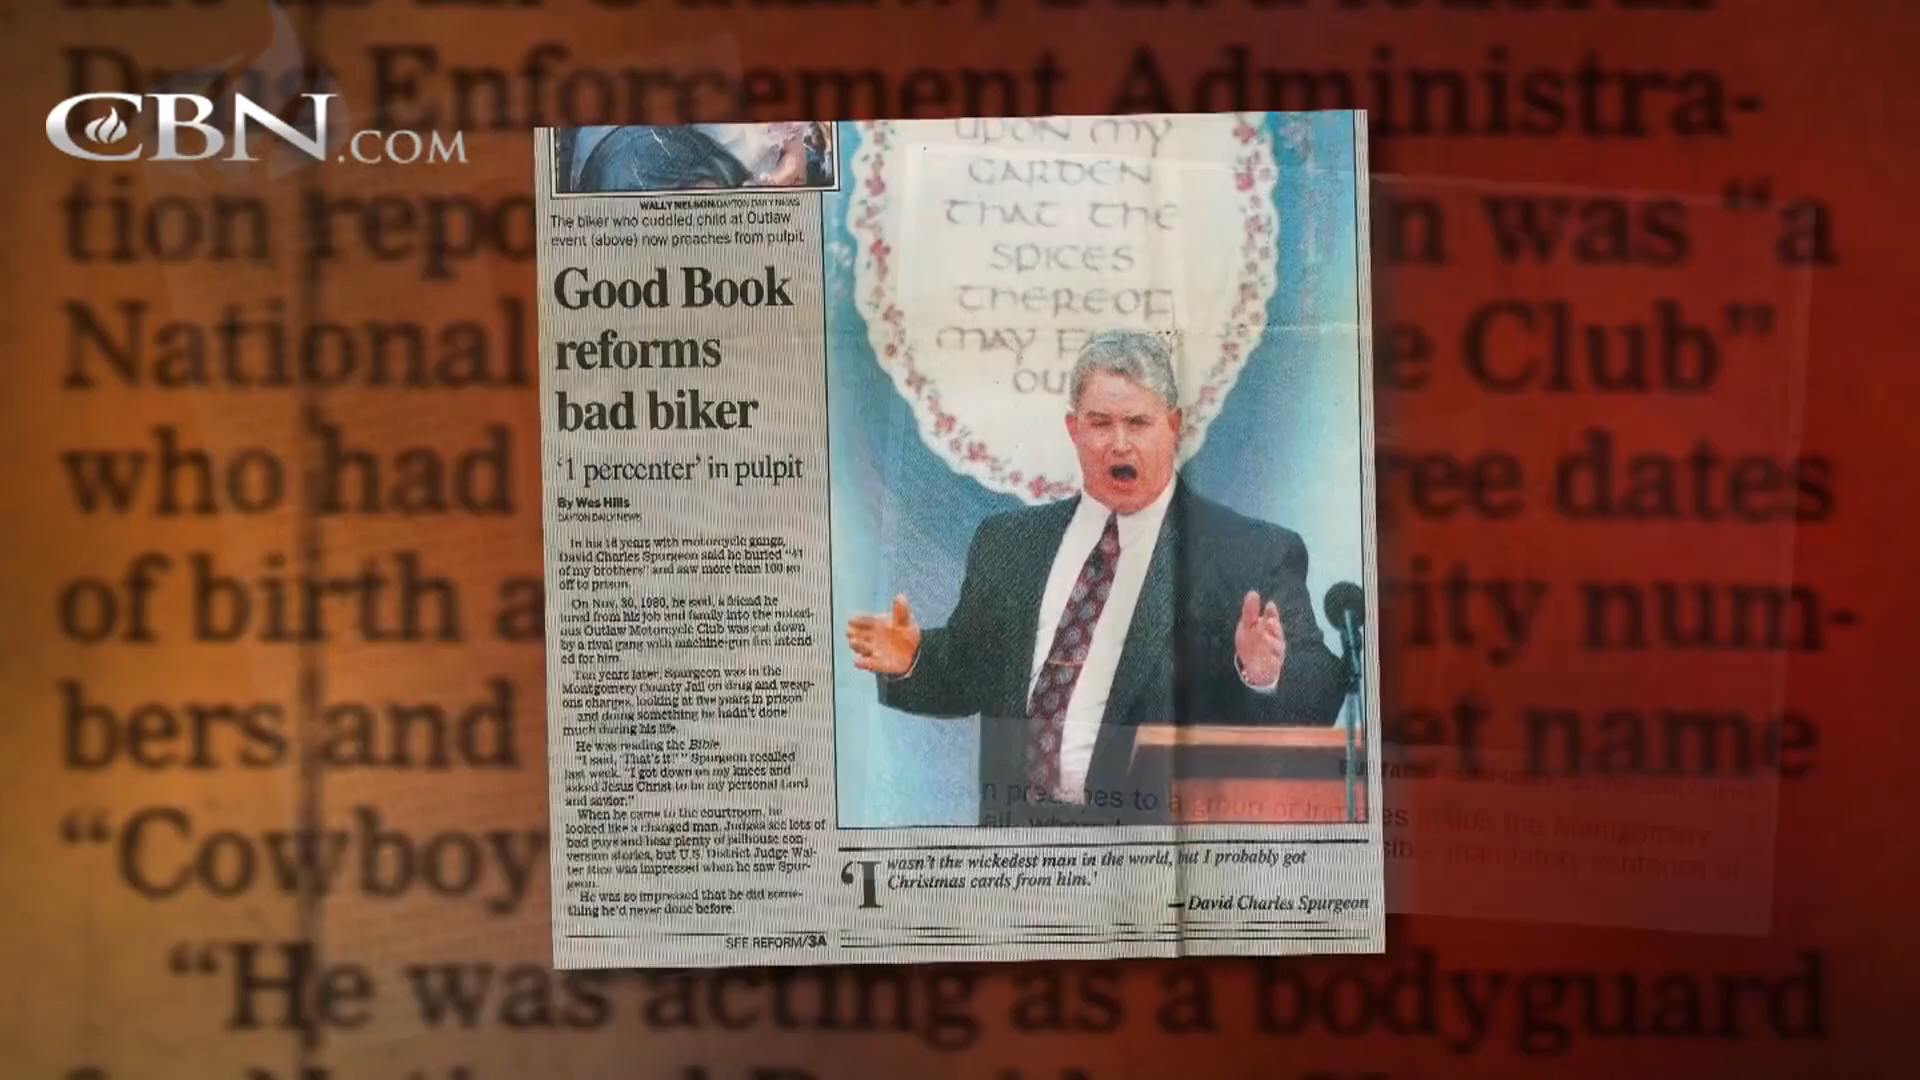 CBN.COM
Drug Enforcement Administra-
tion repo
n was "a
National
e Club"
who had
ree dates
of birth a
rity num-
bers and
et name
"Cowboy
"He was acting as a bodyguard
WALLY NELSON/DAYTON DAILY NEWS
The biker who cuddled child at Outlaw
event (above) now preaches from pulpit
Good Book
reforms
bad biker
'1 percenter' in pulpit
By Wes Hills
DAYTON DAILY NEWS
In his 18 years with motorcycle gangs,
David Charles Spurgeon said he buried "41
of my brothers" and saw more than 100 go
off to prison.
On Nov. 30, 1980, he said, a friend he
lured from his job and family into the notori-
ous Outlaw Motorcycle Club was cut down
by a rival gang with machine-gun fire intend-
ed for him.
Ten years later, Spurgeon was in the
Montgomery County Jail on drug and weap-
ons charges, looking at five years in prison
and doing something he hadn't done
much during his life.
He was reading the Bible.
"I said, 'That's it!' " Spurgeon recalled
last week. "I got down on my knees and
asked Jesus Christ to be my personal Lord
and savior."
When he came to the courtroom, he
looked like a changed man. Judges see lots of
bad guys and hear plenty of jailhouse con-
version stories, but U.S. District Judge Wal-
ter Rice was impressed when he saw Spur-
geon.
He was so impressed that he did some-
thing he'd never done before.
SEE REFORM/3A
UPON MY
GARDEN
THAT THE
SPICES
THEREOF
MAY
OU
n preaches to a group of inmates inside the Montgomery
'I wasn't the wickedest man in the world, but I probably got
Christmas cards from him.'
— David Charles Spurgeon